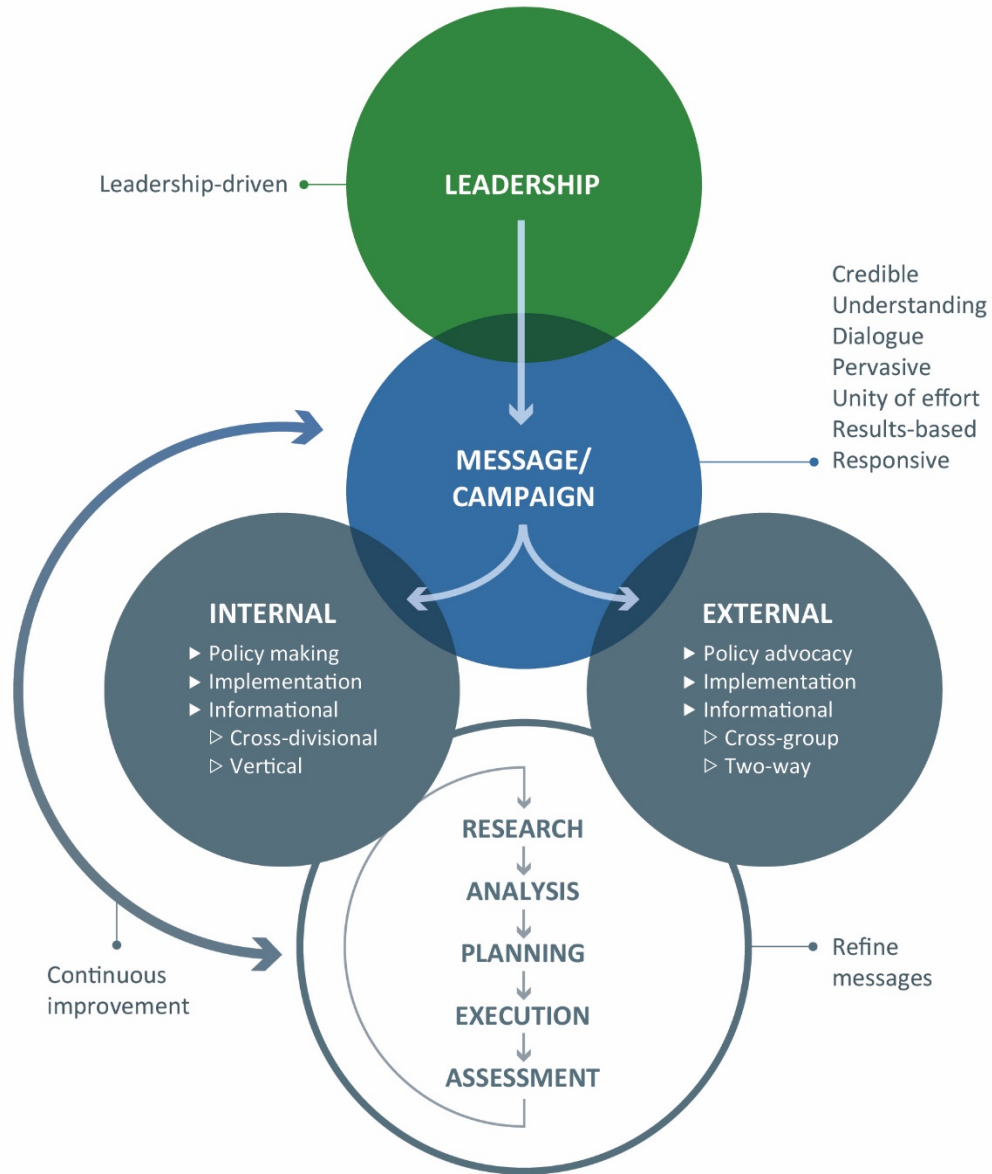 LEADERSHIP
Leadership-driven
Credible
Understanding
Dialogue
Pervasive
Unity of effort
Results-based
Responsive
MESSAGE/
CAMPAIGN
INTERNAL
▶ Policy making
▶ Implementation
▶ Informational
▷ Cross-divisional
▷ Vertical
EXTERNAL
▶ Policy advocacy
▶ Implementation
▶ Informational
▷ Cross-group
▷ Two-way
RESEARCH
ANALYSIS
PLANNING
EXECUTION
ASSESSMENT
Continuous
improvement
Refine
messages